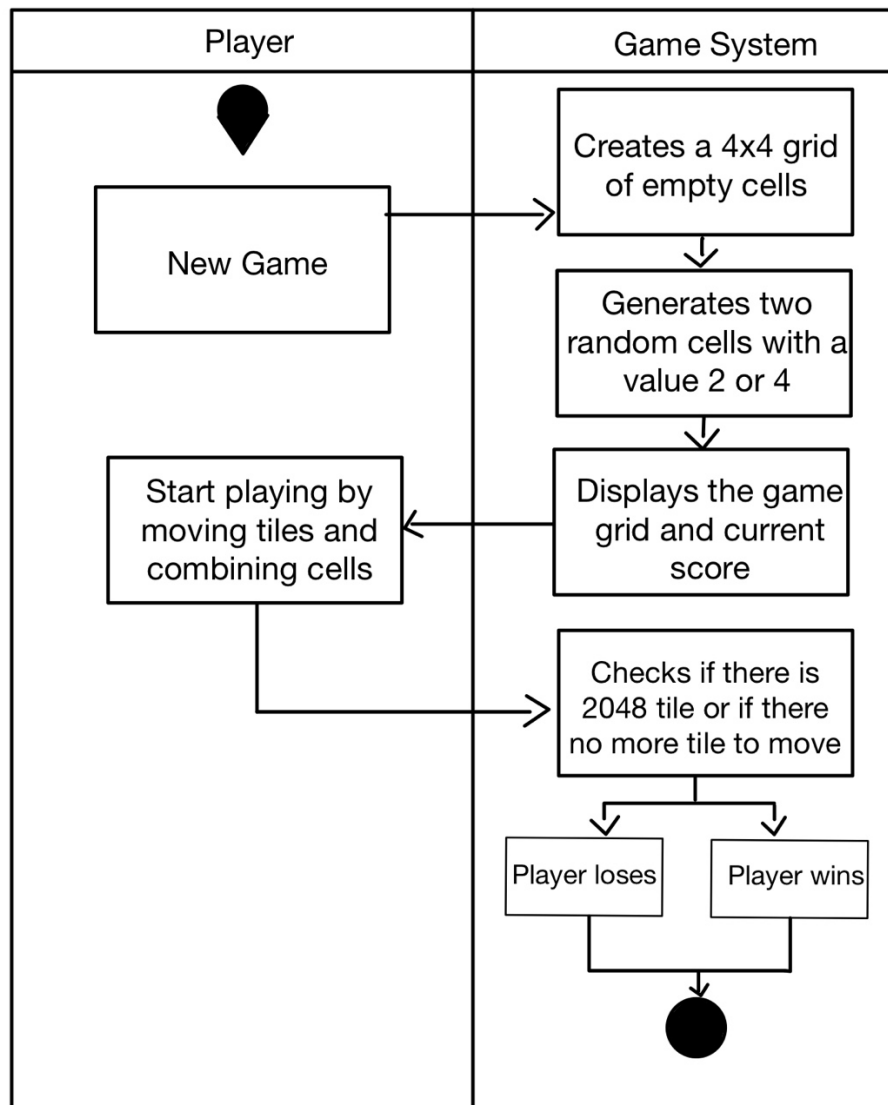 Player
Game System
New Game
Creates a 4x4 grid
of empty cells
Generates two
random cells with a
value 2 or 4
Displays the game
grid and current
score
Start playing by
moving tiles and
combining cells
Checks if there is
2048 tile or if there
no more tile to move
Player loses
Player wins